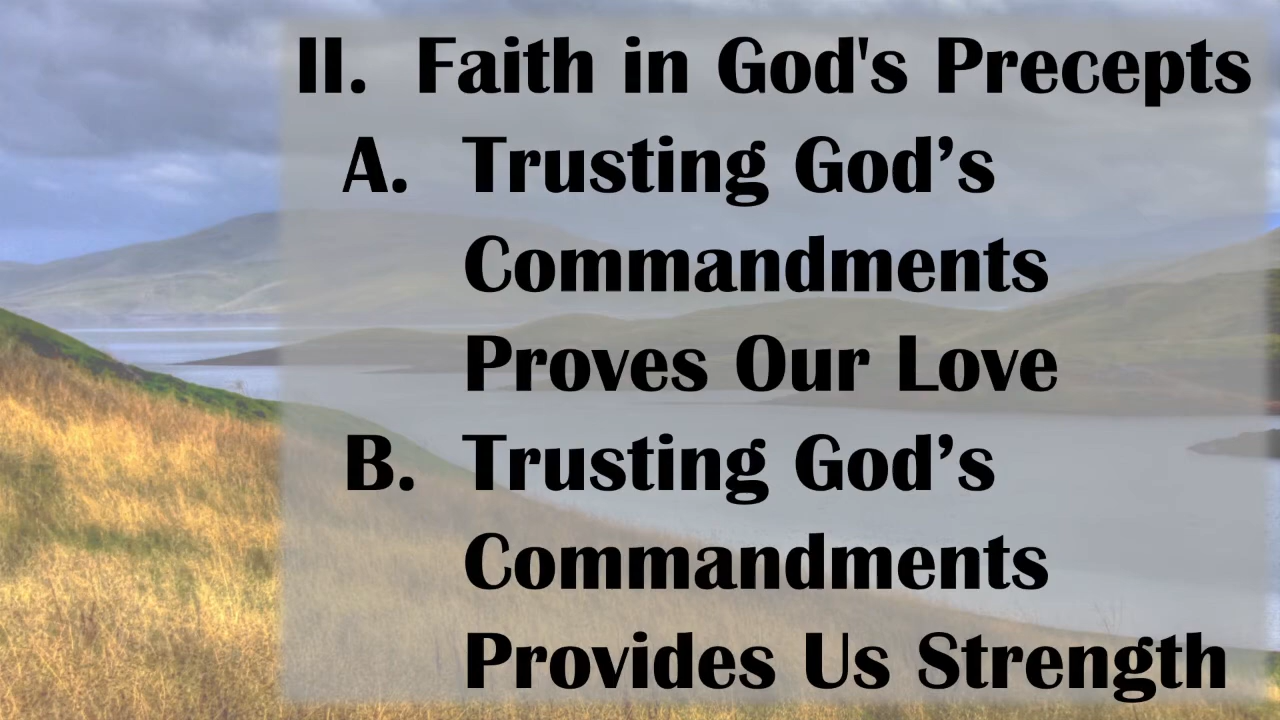 II. Faith in God's Precepts
A. Trusting God’s
Commandments
Proves Our Love
B. Trusting God’s
Commandments
Provides Us Strength